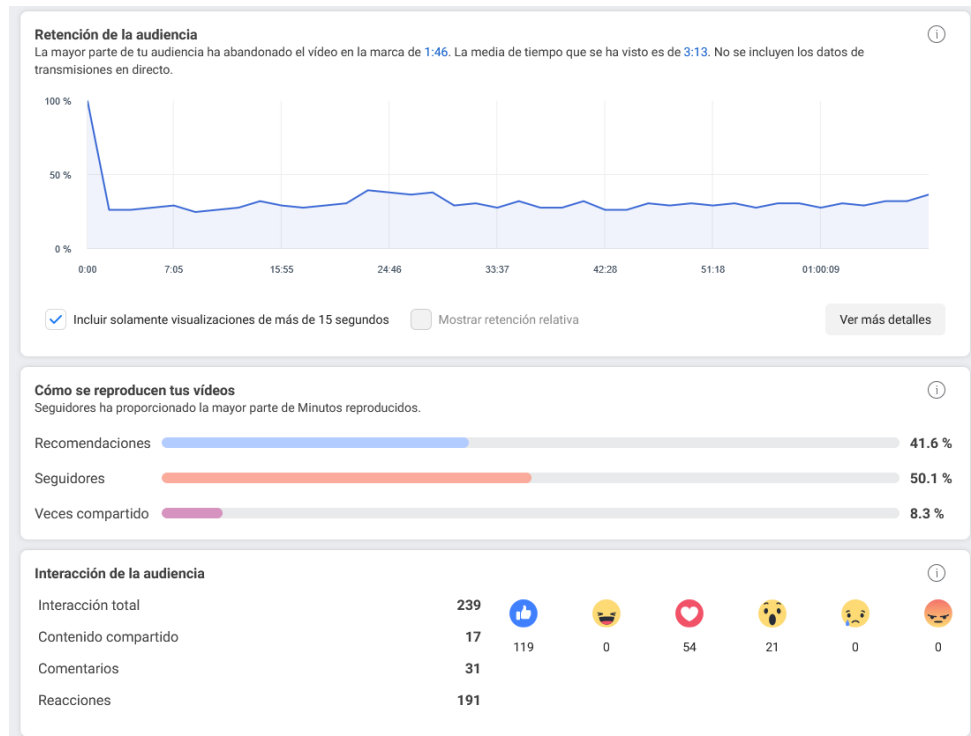 Retención de la audiencia
La mayor parte de tu audiencia ha abandonado el vídeo en la marca de 1:46. La media de tiempo que se ha visto es de 3:13. No se incluyen los datos de
transmisiones en directo.
100 %
50 %
0 %
0:00 7:05 15:55 24:46 33:37 42:28 51:18 01:00:09
Incluir solamente visualizaciones de más de 15 segundos Mostrar retención relativa Ver más detalles
Cómo se reproducen tus vídeos
Seguidores ha proporcionado la mayor parte de Minutos reproducidos.
Recomendaciones 41.6 %
Seguidores 50.1 %
Veces compartido 8.3 %
Interacción de la audiencia
Interacción total 239
Contenido compartido 17
119 0 54 21 0 0
Comentarios 31
Reacciones 191